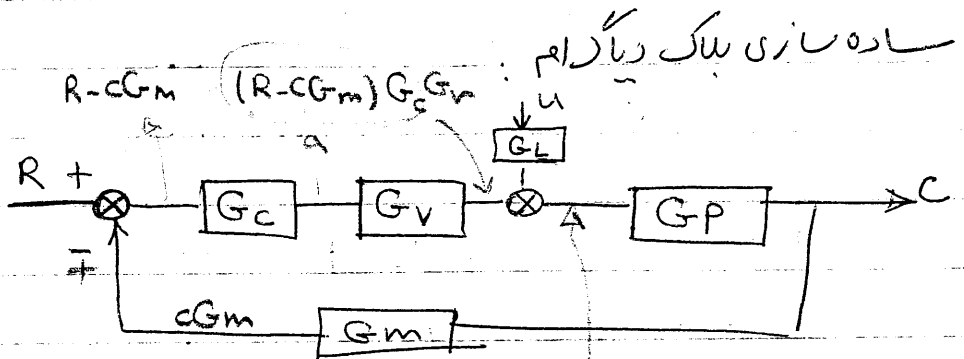 ساده سازی بلاک دیاگرام :
R-cGm (R-cGm) GcGv
u
GL
R + Gc Gv GP C
∓
cGm Gm